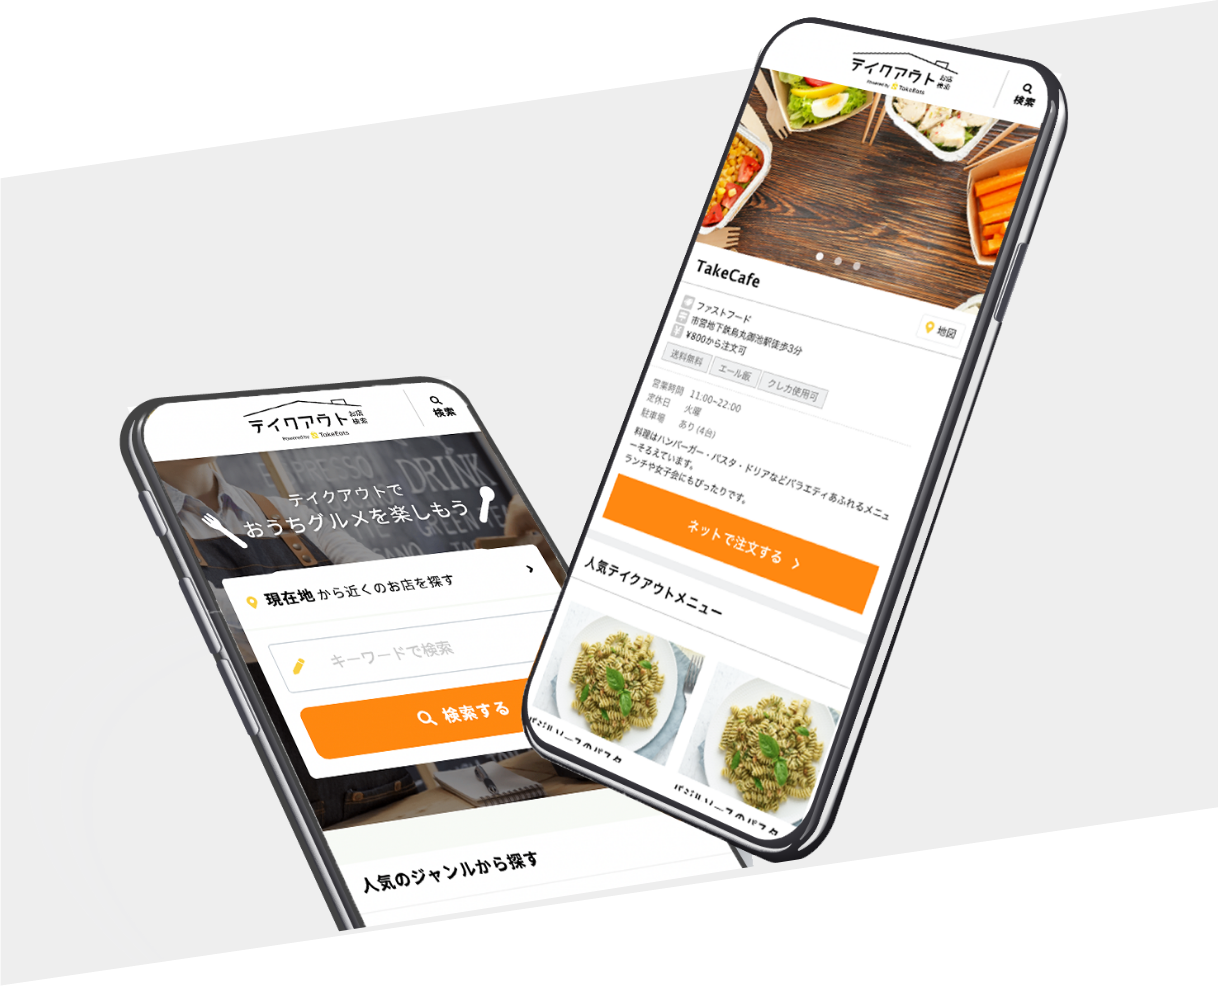 テイクアウト お店検索
Powered by TakeEats
検索
ESPRESSO
DRINK
テイクアウトで
おうちグルメを楽しもう
現在地 から近くのお店を探す
キーワードで検索
検索する
人気のジャンルから探す
テイクアウト お店検索
Powered by TakeEats
検索
TakeCafe
地図
ファストフード
市営地下鉄烏丸御池駅徒歩3分
¥800から注文可
送料無料 エール飯 クレカ使用可
営業時間 11:00~22:00
定休日 火曜
駐車場 あり (4台)
料理はハンバーガー・パスタ・ドリアなどバラエティあふれるメニュ
ーそろえています。
ランチや女子会にもぴったりです。
ネットで注文する
人気テイクアウトメニュー
バジルソースのパスタ
バジルソースのパスタ